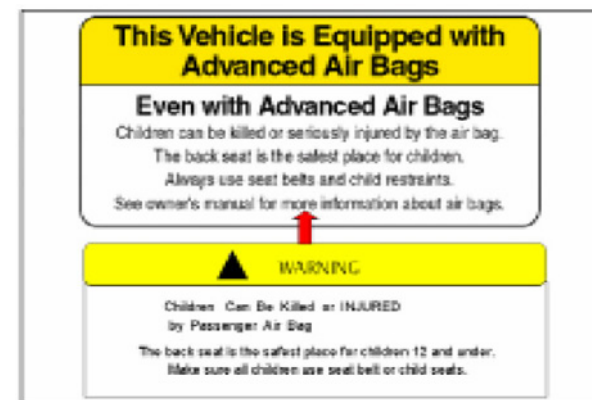 This Vehicle is Equipped with
Advanced Air Bags
Even with Advanced Air Bags
Children can be killed or seriously injured by the air bag.
The back seat is the safest place for children.
Always use seat belts and child restraints.
See owner's manual for more information about air bags.
WARNING
Children Can Be Killed or INJURED
by Passenger Air Bag
The back seat is the safest place for children 12 and under.
Make sure all children use seat belt or child seats.